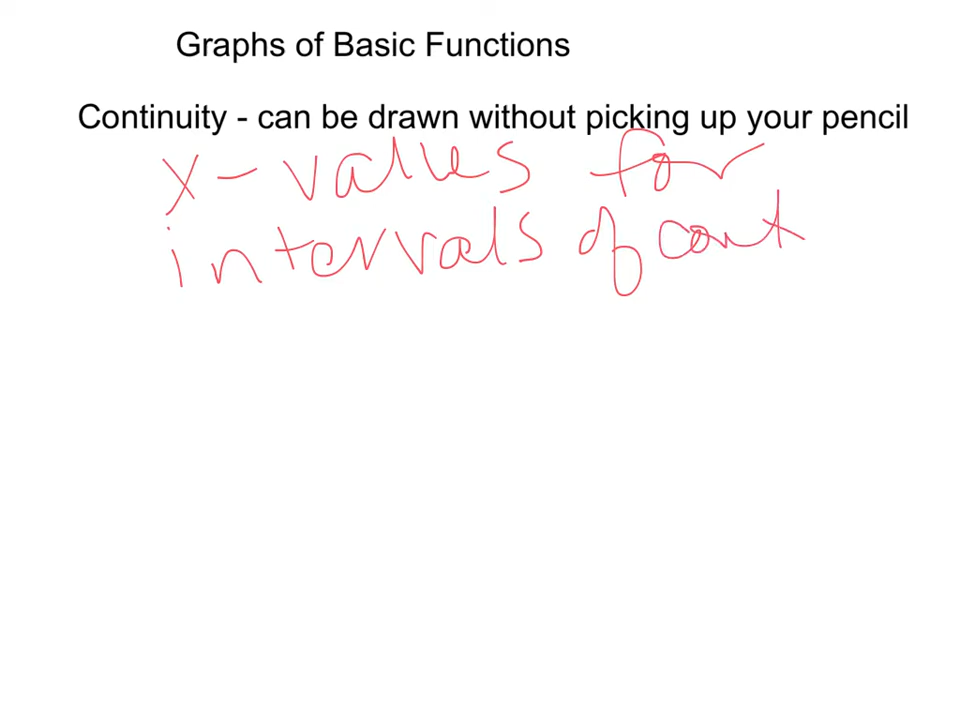 Graphs of Basic Functions
Continuity - can be drawn without picking up your pencil
x-values for
intervals of cont